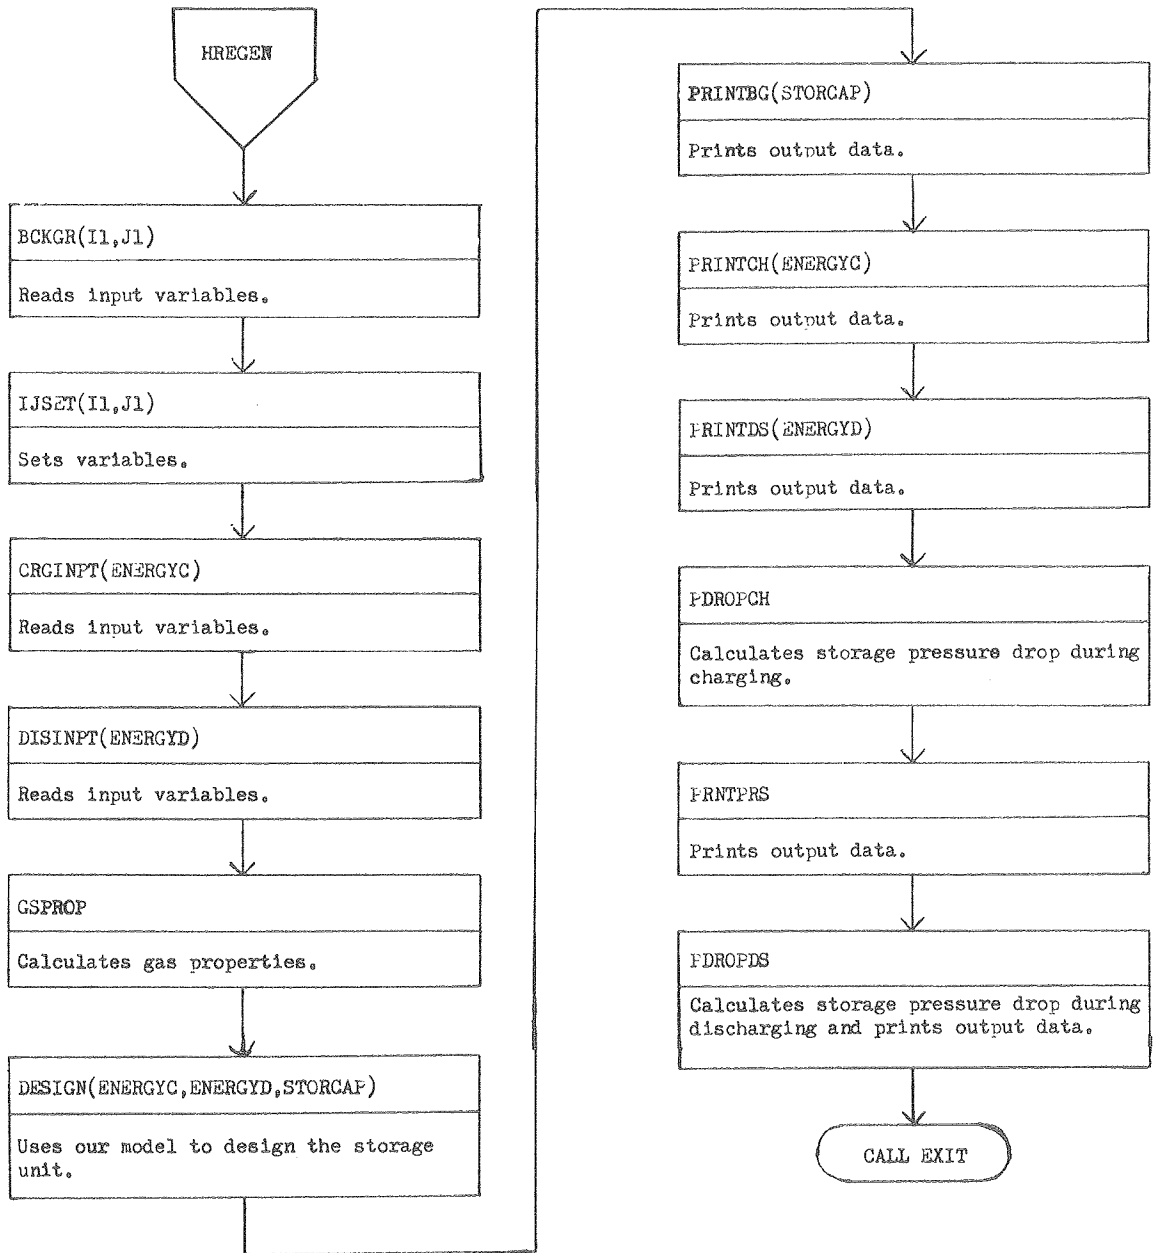 HREGEN
BCKGR(I1,J1)
Reads input variables.
IJSET(I1,J1)
Sets variables.
CRGINPT(ENERGYC)
Reads input variables.
DISINPT(ENERGYD)
Reads input variables.
GSPROP
Calculates gas properties.
DESIGN(ENERGYC,ENERGYD,STORCAP)
Uses our model to design the storage
unit.
PRINTBG(STORCAP)
Prints output data.
PRINTCH(ENERGYC)
Prints output data.
PRINTDS(ENERGYD)
Prints output data.
PDROPCH
Calculates storage pressure drop during
charging.
PRNTPRS
Prints output data.
PDROPDS
Calculates storage pressure drop during
discharging and prints output data.
CALL EXIT